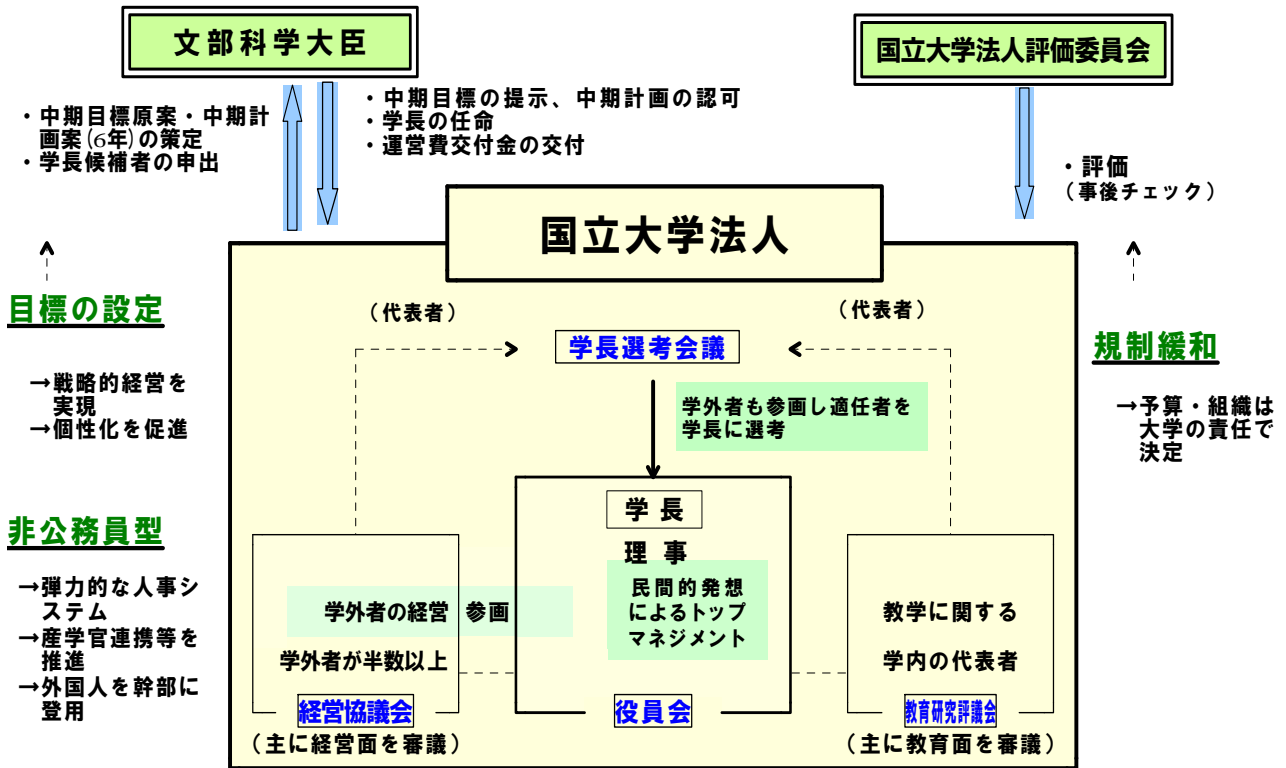 文部科学大臣
国立大学法人評価委員会
・中期目標原案・中期計
画案(6年)の策定
・学長候補者の申出
・中期目標の提示、中期計画の認可
・学長の任命
・運営費交付金の交付
・評価
(事後チェック)
国立大学法人
目標の設定
→戦略的経営を
実現
→個性化を促進
非公務員型
→弾力的な人事シ
ステム
→産学官連携等を
推進
→外国人を幹部に
登用
(代表者)
(代表者)
学長選考会議
学外者も参画し適任者を
学長に選考
学長
理事
民間的発想
によるトップ
マネジメント
役員会
学外者の経営 参画
学外者が半数以上
経営協議会
(主に経営面を審議)
教学に関する
学内の代表者
教育研究評議会
(主に教育面を審議)
規制緩和
→予算・組織は
大学の責任で
決定